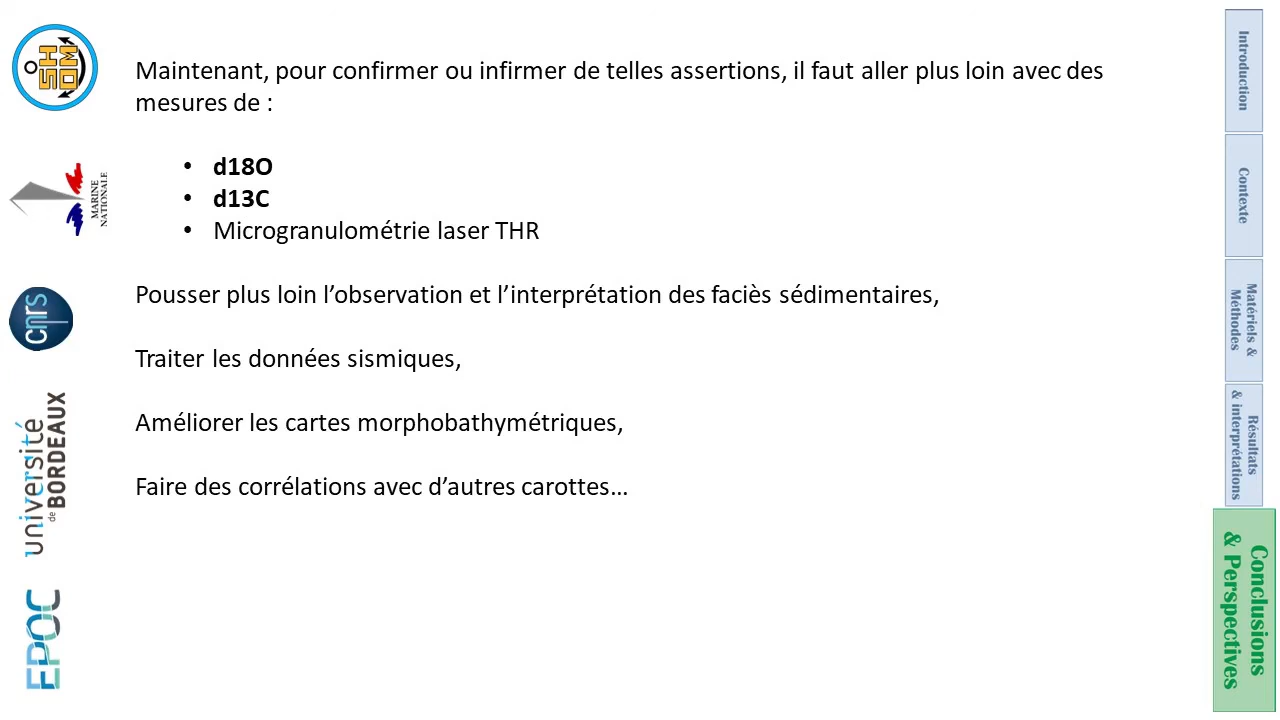 Maintenant, pour confirmer ou infirmer de telles assertions, il faut aller plus loin avec des
mesures de :
• d18O
• d13C
• Microgranulométrie laser THR
Pousser plus loin l’observation et l’interprétation des faciès sédimentaires,
Traiter les données sismiques,
Améliorer les cartes morphobathymétriques,
Faire des corrélations avec d’autres carottes…
SHOM
MARINE
NATIONALE
cnrs
université
de BORDEAUX
EPOC
Introduction
Contexte
Matériels &
Méthodes
Résultats
& interprétations
Conclusions
& Perspectives